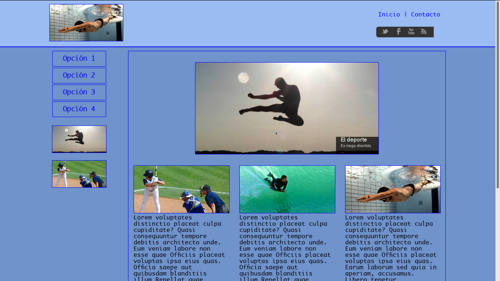 Inicio | Contacto
Opción 1
Opción 2
Opción 3
Opción 4
El deporte
Es mega divertido
Lorem voluptates
distinctio placeat culpa
cupiditate? Quasi
consequuntur tempore
debitis architecto unde.
Eum veniam labore non
esse quae Officiis placeat
voluptas ipsa eius quas.
Officia saepe aut
quibusdam blanditiis
illum Repellat quae
Lorem voluptates
distinctio placeat culpa
cupiditate? Quasi
consequuntur tempore
debitis architecto unde.
Eum veniam labore non
esse quae Officiis placeat
voluptas ipsa eius quas.
Officia saepe aut
quibusdam blanditiis
illum Repellat quae
Lorem voluptates
distinctio placeat culpa
cupiditate? Quasi
consequuntur tempore
debitis architecto unde.
Eum veniam labore non
esse quae Officiis placeat
voluptas ipsa eius quas.
Earum laborum sed quia in
aperiam, accusamus.
Libero tenetur